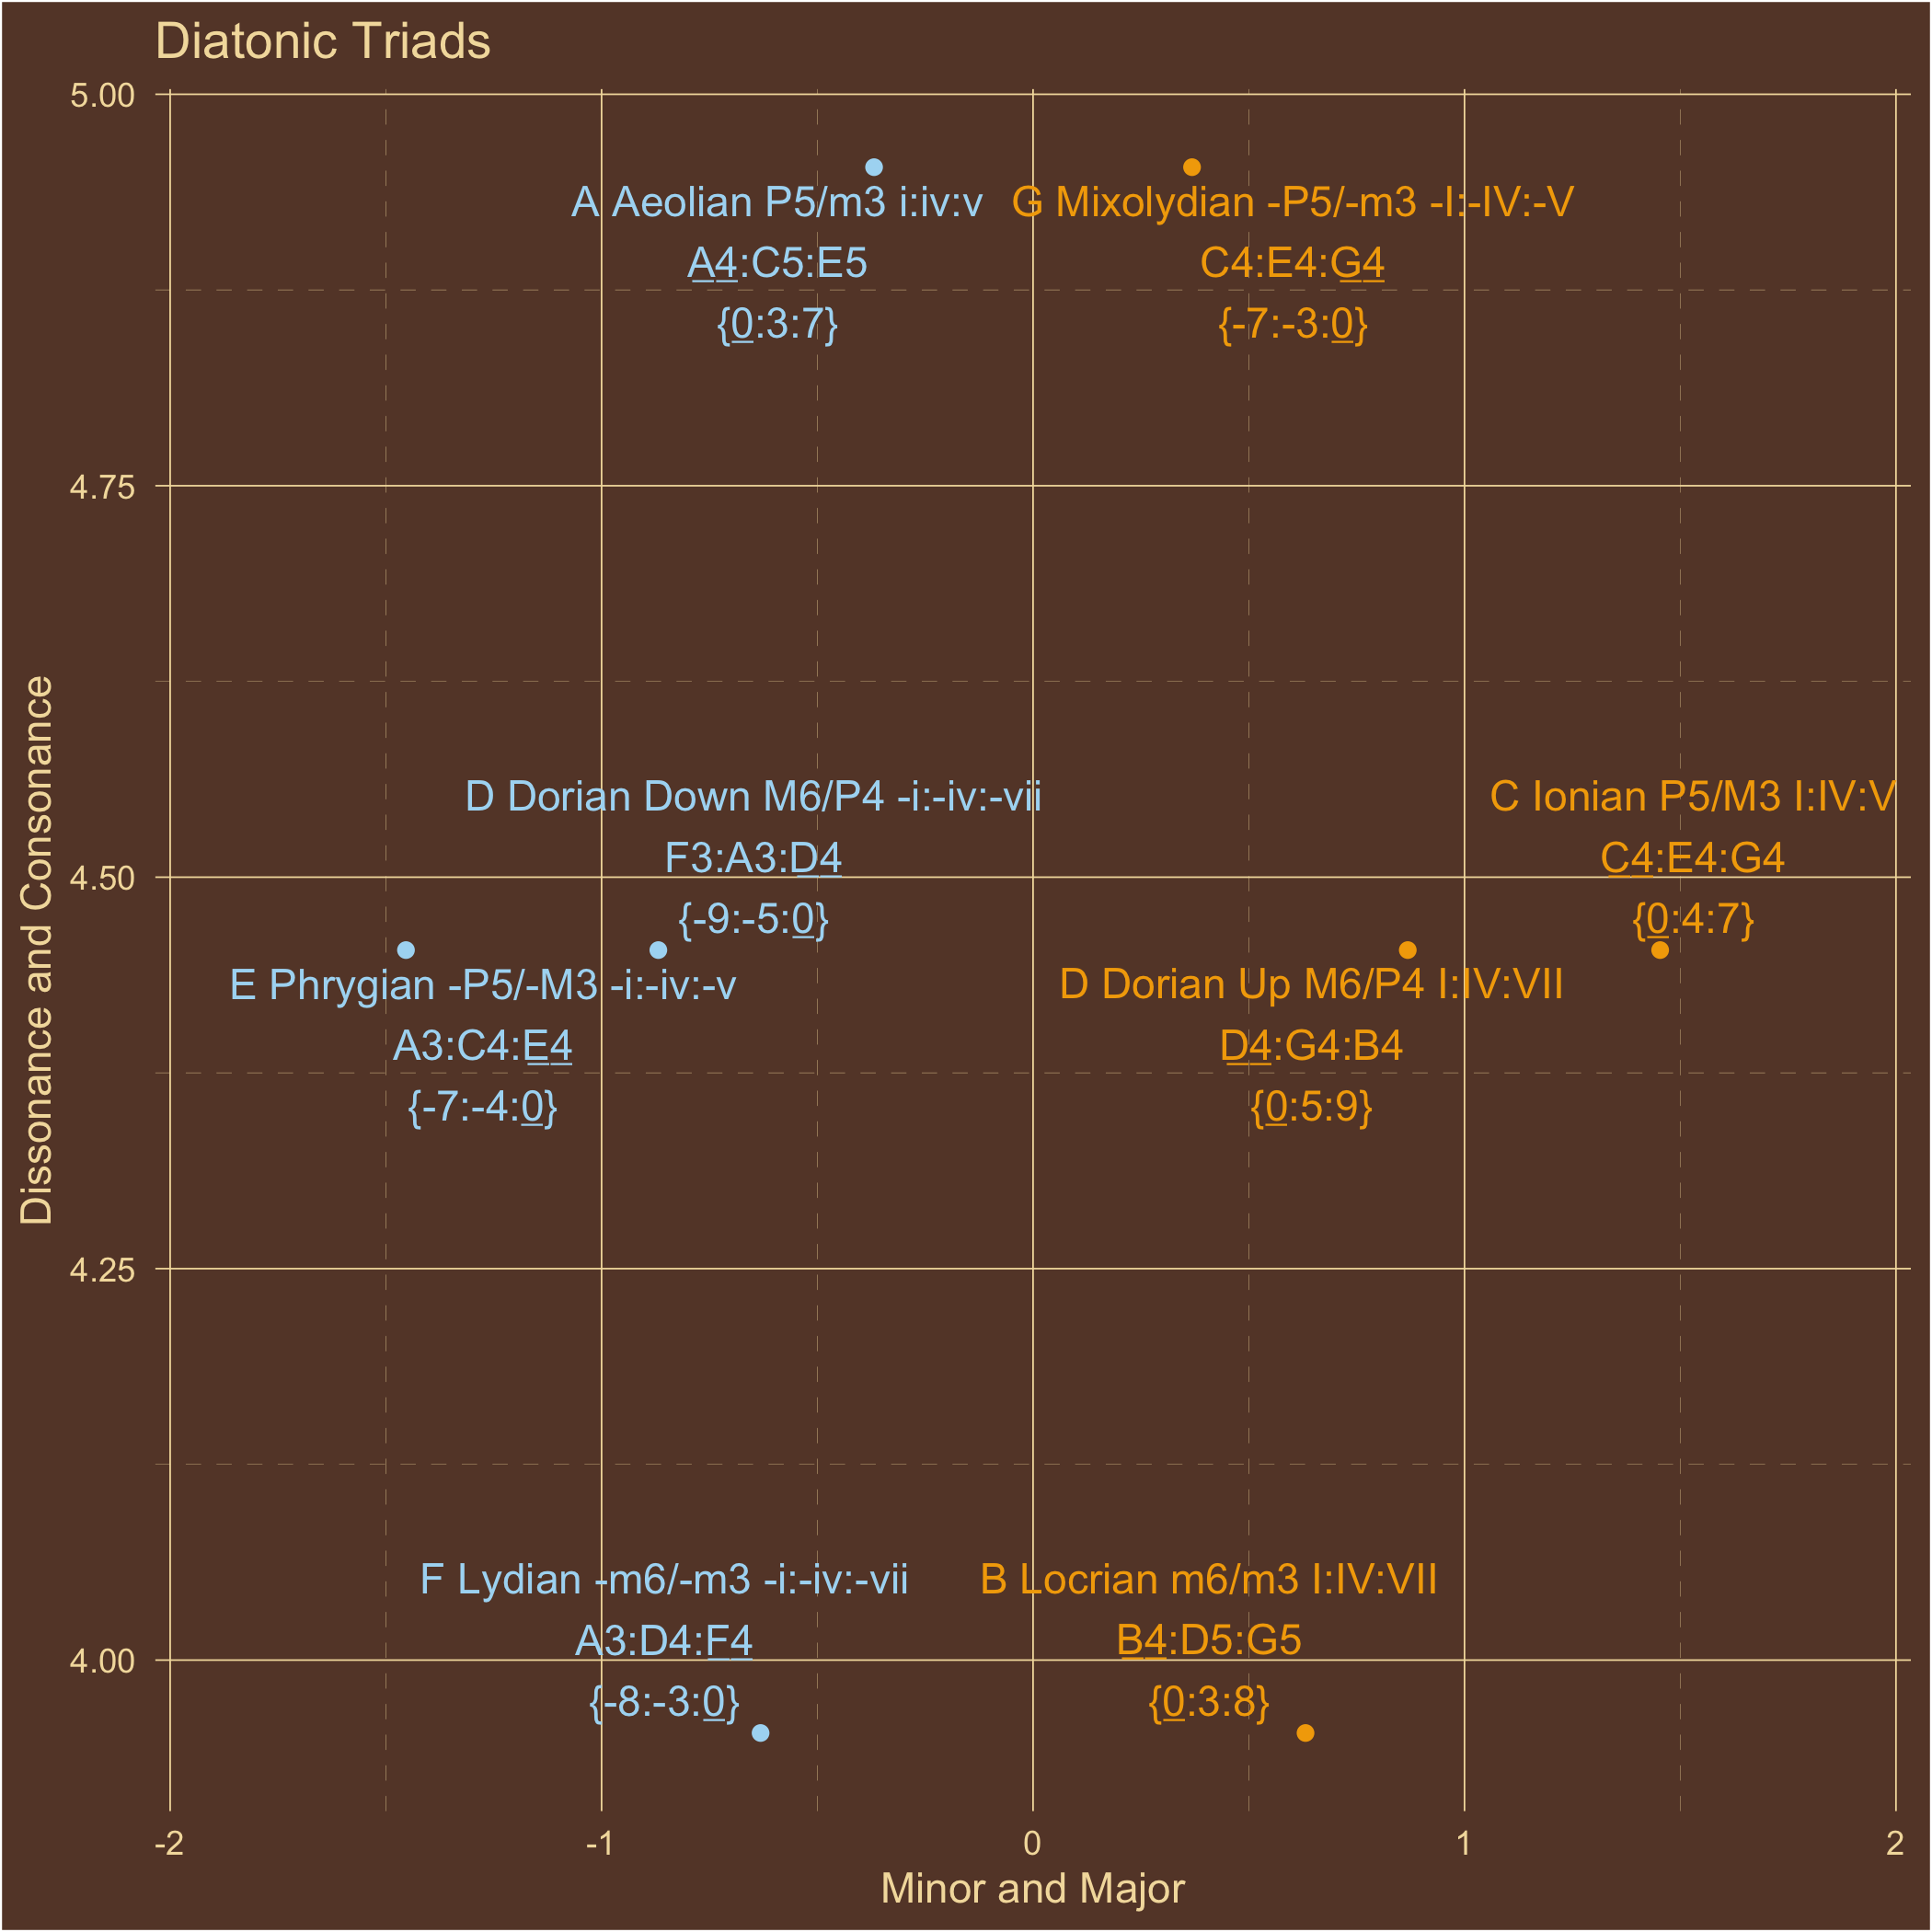 Diatonic Triads
5.00
A Aeolian P5/m3 i:iv:v
A4:C5:E5
{0:3:7}
G Mixolydian -P5/-m3 -I:-IV:-V
C4:E4:G4
{-7:-3:0}
4.75
D Dorian Down M6/P4 -i:-iv:-vii
F3:A3:D4
{-9:-5:0}
C Ionian P5/M3 I:IV:V
C4:E4:G4
{0:4:7}
4.50
E Phrygian -P5/-M3 -i:-iv:-v
A3:C4:E4
{-7:-4:0}
D Dorian Up M6/P4 I:IV:VII
D4:G4:B4
{0:5:9}
4.25
F Lydian -m6/-m3 -i:-iv:-vii
A3:D4:F4
{-8:-3:0}
B Locrian m6/m3 I:IV:VII
B4:D5:G5
{0:3:8}
4.00
Dissonance and Consonance
-2
-1
0
1
2
Minor and Major